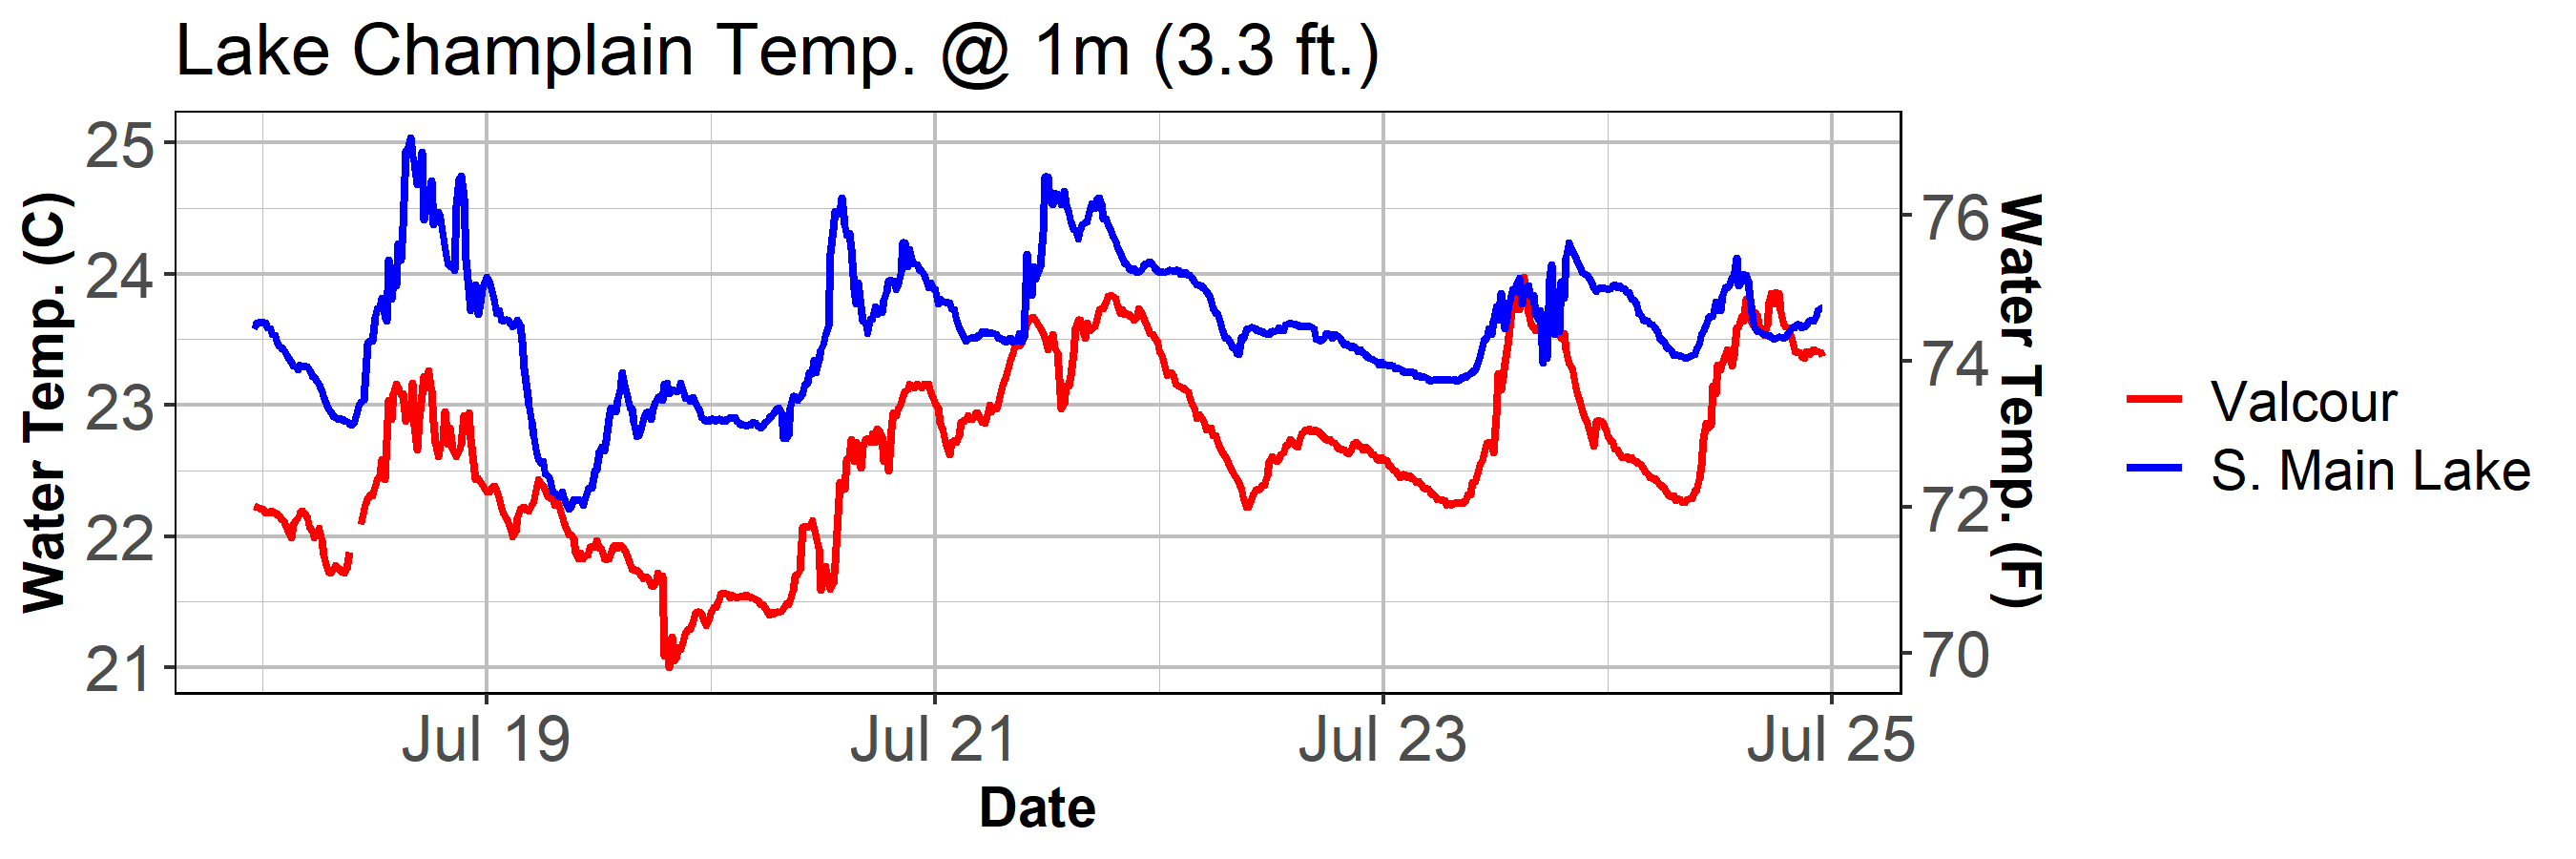 Lake Champlain Temp. @ 1m (3.3 ft.)
Water Temp. (C)
25
24
23
22
21
76
74
72
70
Water Temp. (F)
Jul 19
Jul 21
Jul 23
Jul 25
Date
Valcour
S. Main Lake